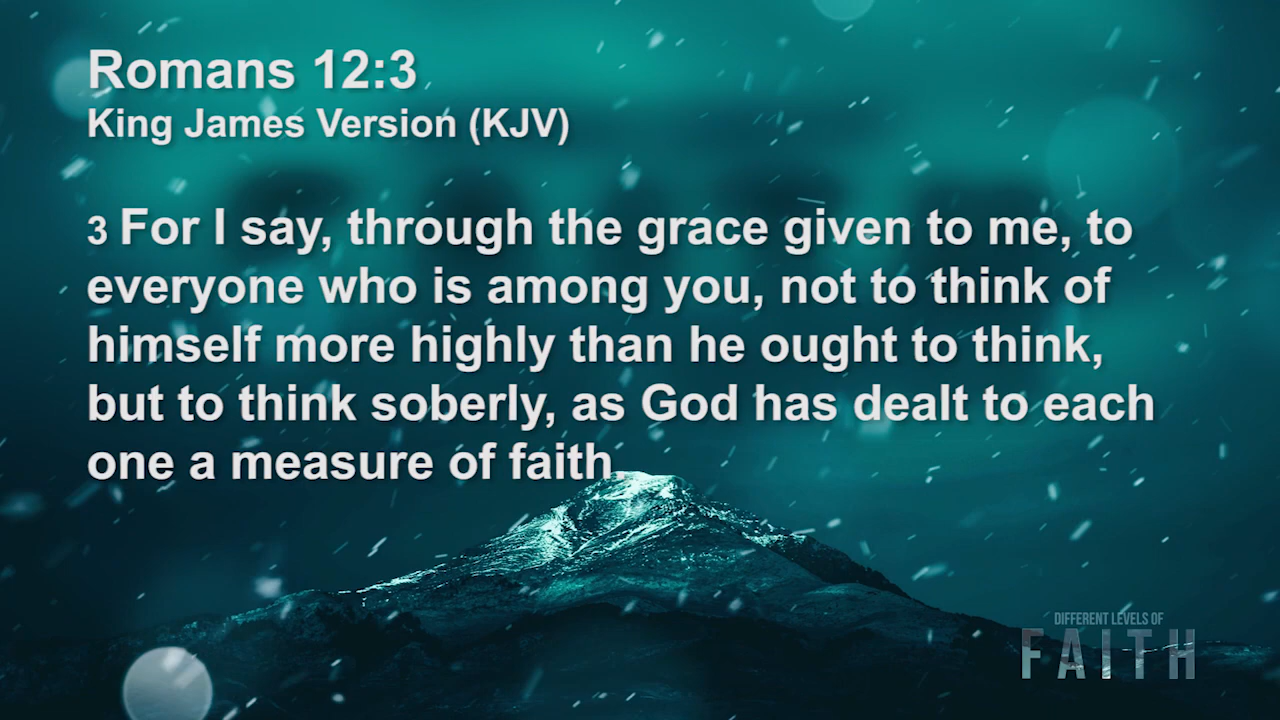 Romans 12:3
King James Version (KJV)
3 For I say, through the grace given to me, to
everyone who is among you, not to think of
himself more highly than he ought to think,
but to think soberly, as God has dealt to each
one a measure of faith.
DIFFERENT LEVELS OF
FAITH